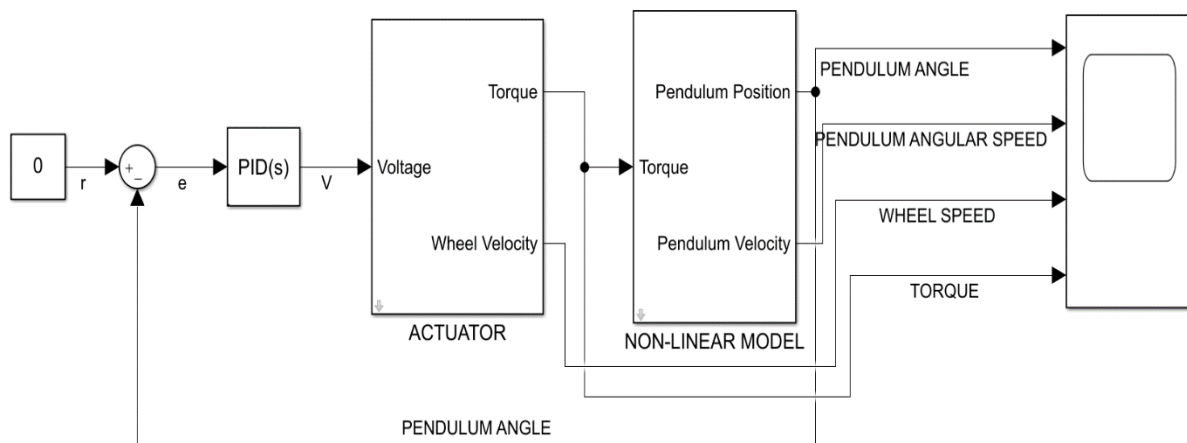 PENDULUM ANGLE
Torque
Pendulum Position
PENDULUM ANGULAR SPEED
0
+
−
PID(s)
Voltage
Torque
r
e
V
WHEEL SPEED
Wheel Velocity
Pendulum Velocity
TORQUE
ACTUATOR
NON-LINEAR MODEL
PENDULUM ANGLE